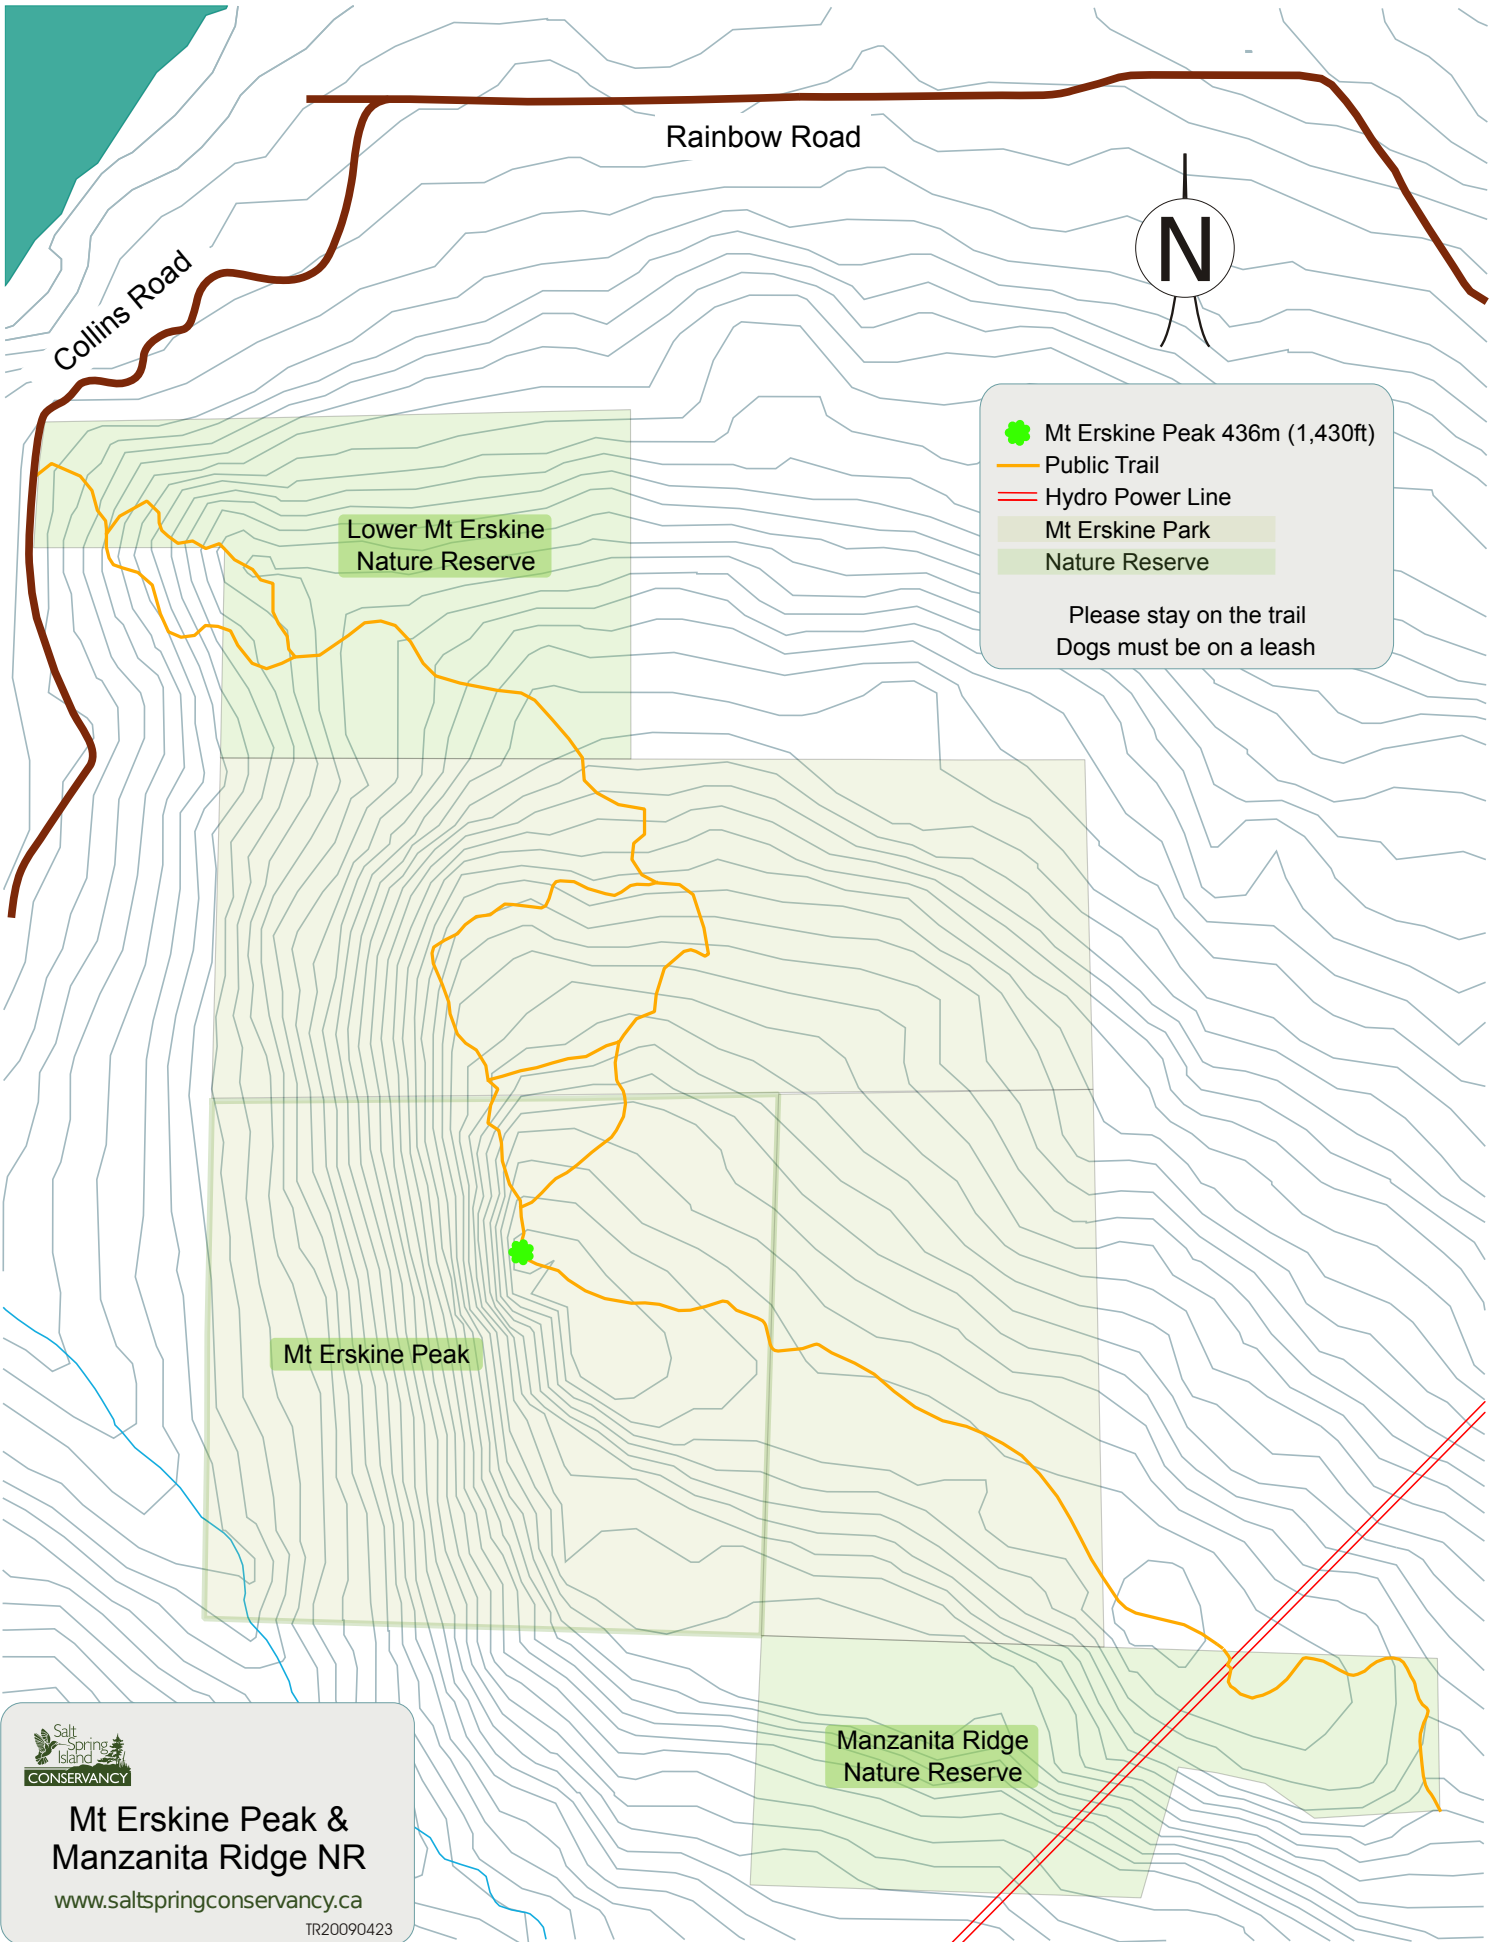 Rainbow Road
N
Collins Road
Mt Erskine Peak 436m (1,430ft)
Public Trail
Hydro Power Line
Mt Erskine Park
Nature Reserve
Please stay on the trail
Dogs must be on a leash
Lower Mt Erskine
Nature Reserve
Mt Erskine Peak
Manzanita Ridge
Nature Reserve
Salt
Spring
Island
CONSERVANCY
Mt Erskine Peak &
Manzanita Ridge NR
www.saltspringconservancy.ca
TR20090423